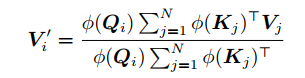 V'_i = \frac{\phi(Q_i) \sum_{j=1}^{N} \phi(K_j)^\top V_j}{\phi(Q_i) \sum_{j=1}^{N} \phi(K_j)^\top}